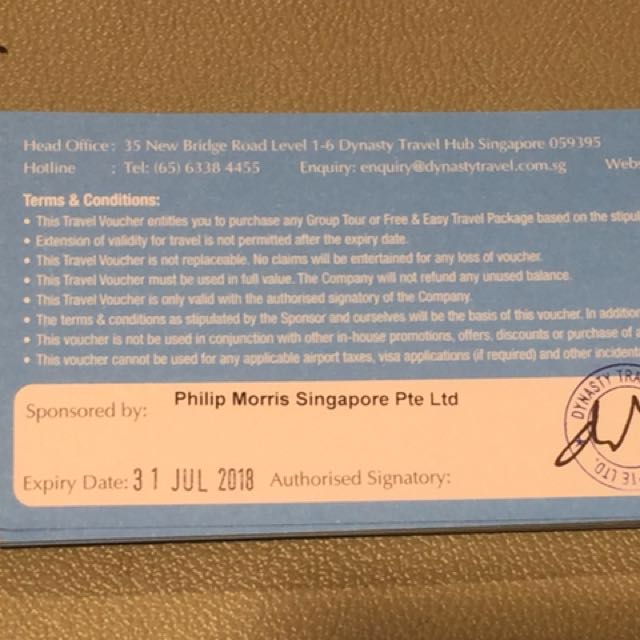 Head Office: 35 New Bridge Road Level 1-6 Dynasty Travel Hub Singapore 059395
Hotline : Tel: (65) 6338 4455 Enquiry: enquiry@dynastytravel.com.sg Web
Terms & Conditions:
• This Travel Voucher entitles you to purchase any Group Tour or Free & Easy Travel Package based on the
• Extension of validity for travel is not permitted after the expiry date.
• This Travel Voucher is not replaceable. No claims will be entertained for any loss of voucher.
• This Travel Voucher must be used in full value. The Company will not refund any unused balance.
• This Travel Voucher is only valid with the authorised signatory of the Company.
• The terms & conditions as stipulated by the Sponsor and ourselves will be the basis of this voucher. In addition
• This voucher is not be used in conjunction with other in-house promotions, offers, discounts or purchase of
• This voucher cannot be used for any applicable airport taxes, visa applications (if required) and other
Sponsored by: Philip Morris Singapore Pte Ltd
DYNASTY TRA
PTE LTD
Expiry Date: 31 JUL 2018 Authorised Signatory: